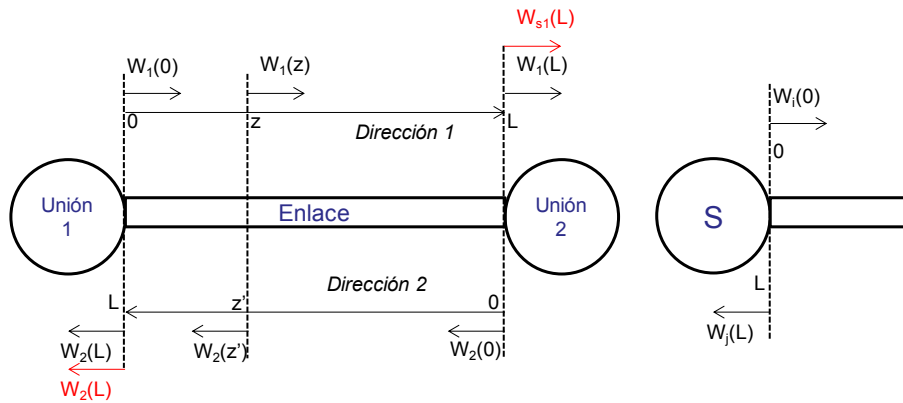 Wₛ₁(L)
W₁(0)
W₁(z)
W₁(L)
Wᵢ(0)
0
z
Dirección 1
L
0
Unión
1
Enlace
Unión
2
S
Dirección 2
L
z'
0
L
W₂(L)
W₂(z')
W₂(0)
Wⱼ(L)
W₂(L)